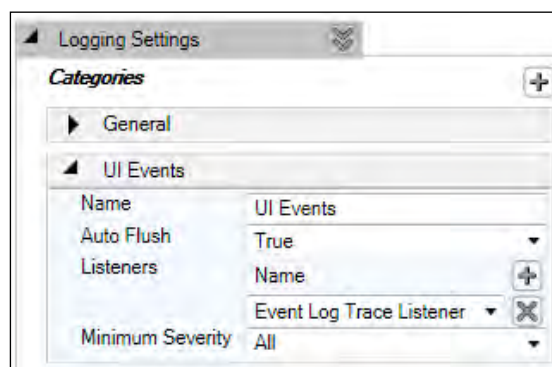 Logging Settings
Categories
General
UI Events
Name UI Events
Auto Flush True
Listeners Name
Event Log Trace Listener
Minimum Severity All